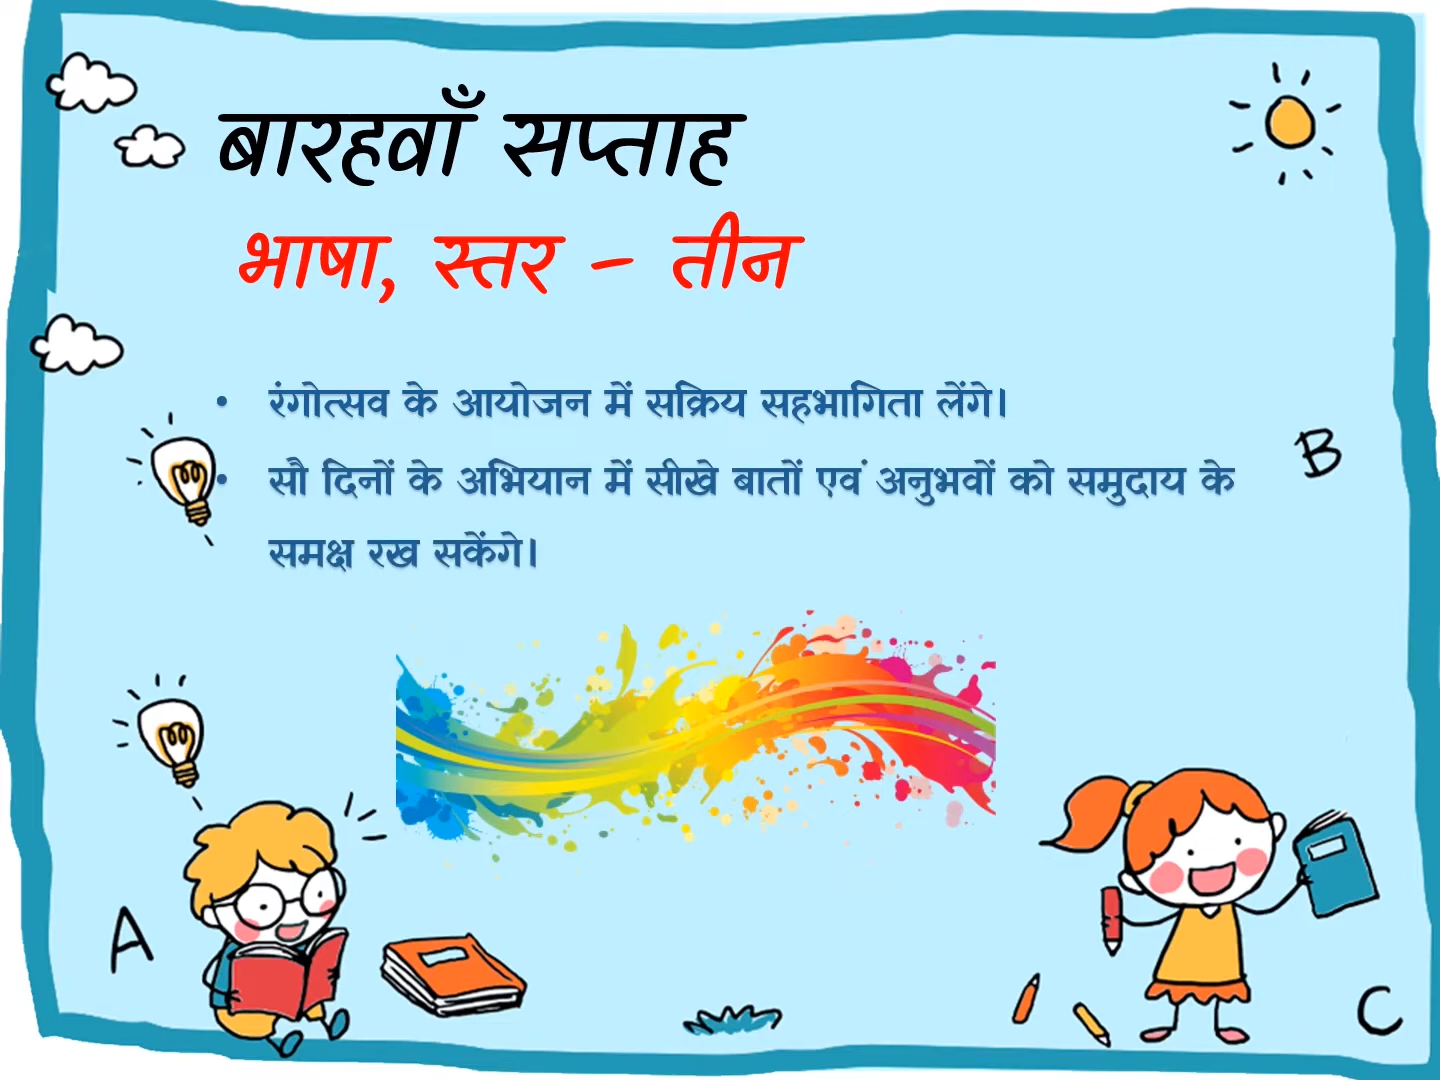 बारहवाँ सप्ताह
भाषा, स्तर - तीन
• रंगोत्सव के आयोजन में सक्रिय सहभागिता लेंगे।
• सौ दिनों के अभियान में सीखे बातों एवं अनुभवों को समुदाय के
समक्ष रख सकेंगे।
B
A
C